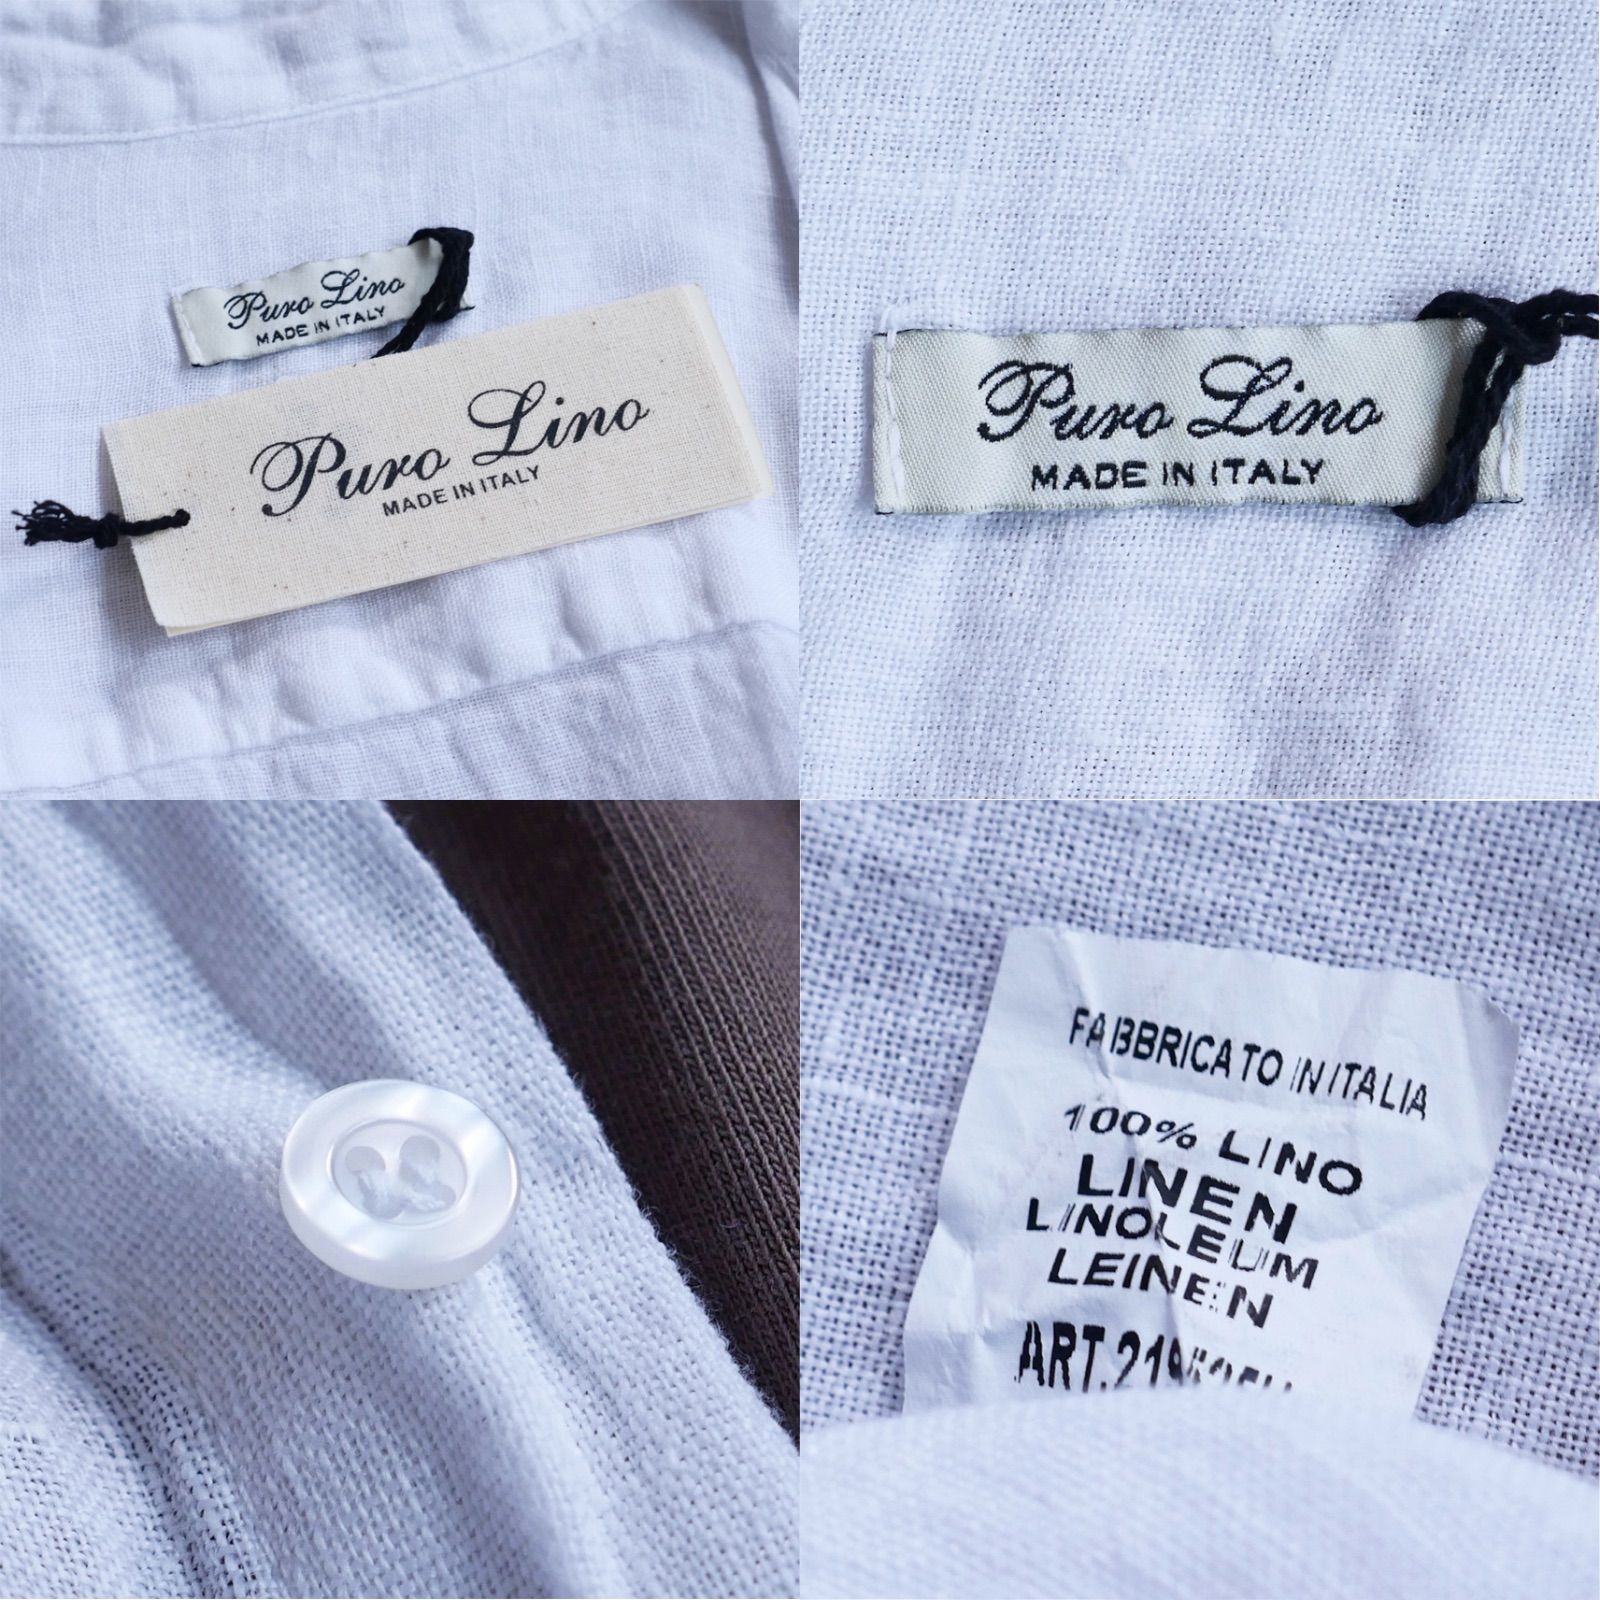 Puro Lino
MADE IN ITALY
Puro Lino
MADE IN ITALY
Puro Lino
MADE IN ITALY
FABBRICATO IN ITALIA
100% LINO
LINEN
LINOLEUM
LEINEN